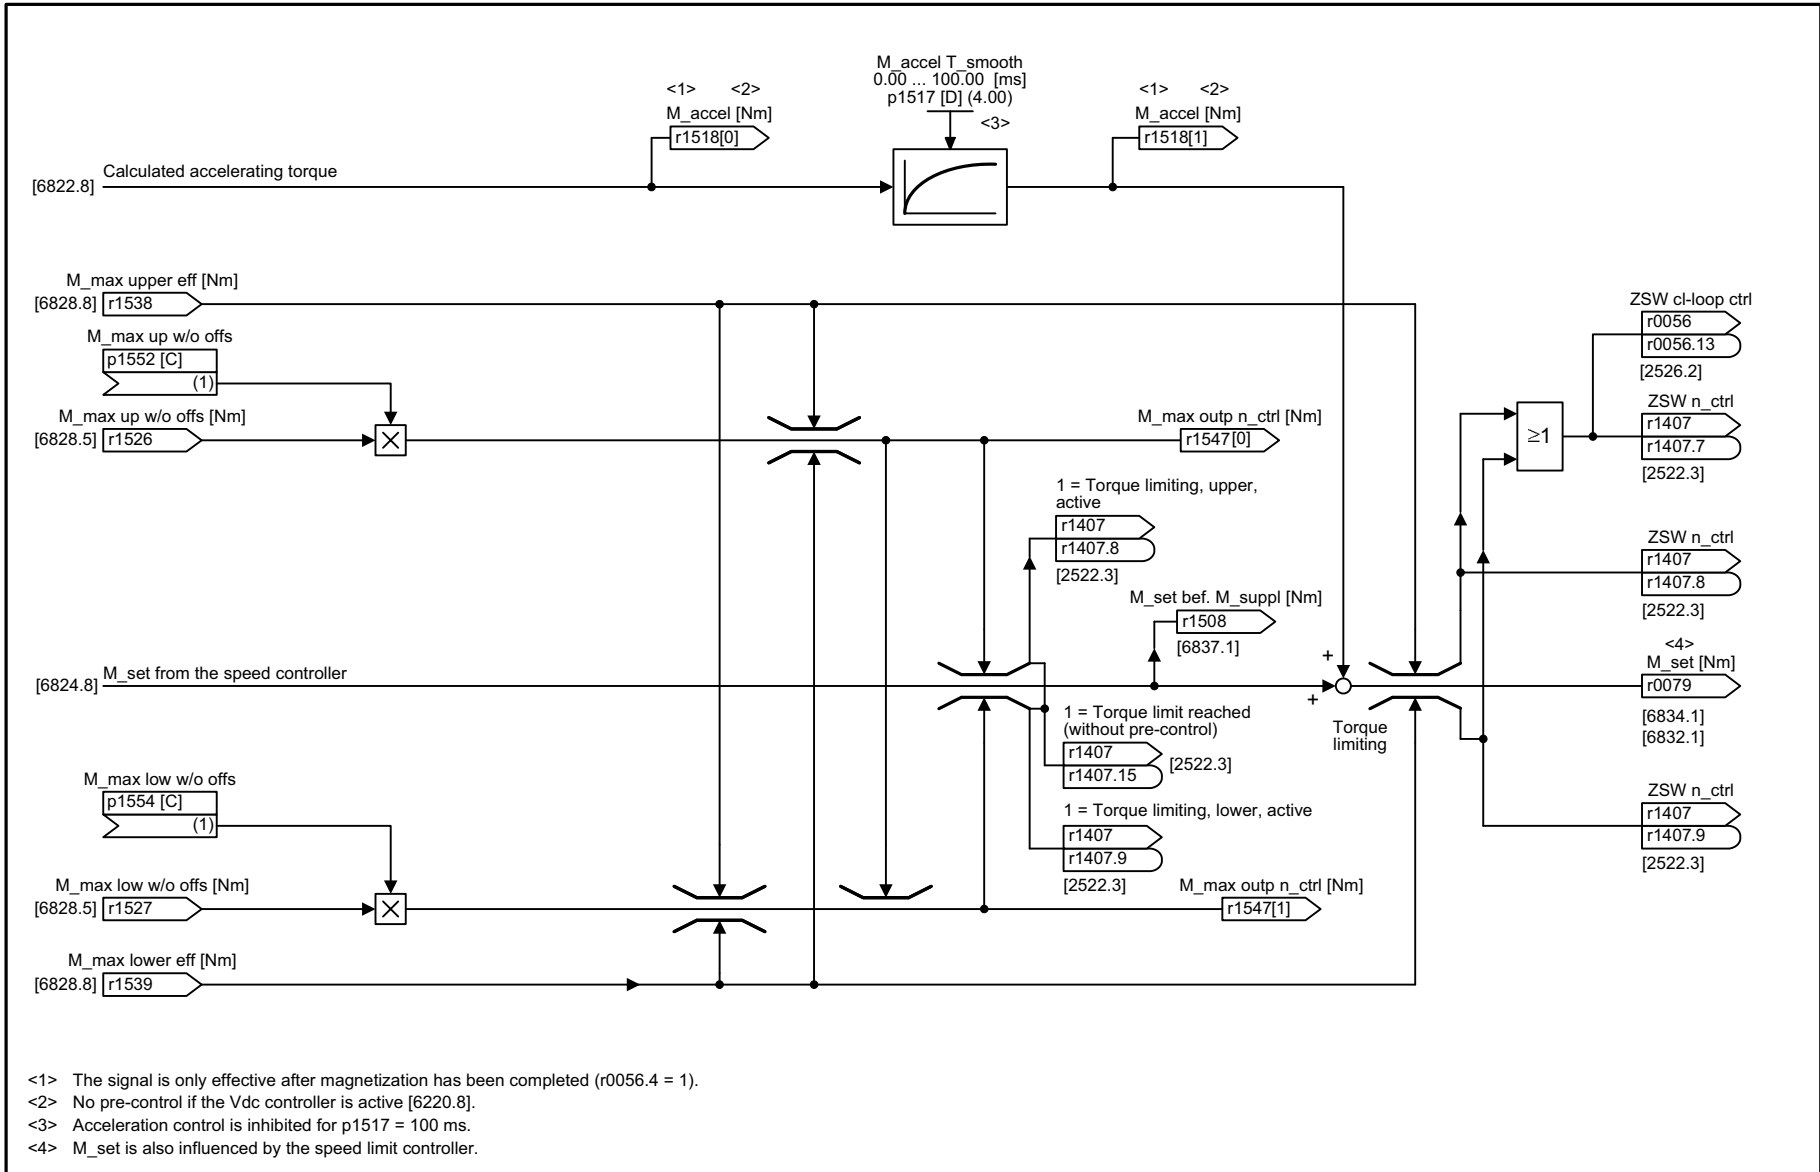 M_accel T_smooth
0.00 ... 100.00 [ms]
p1517 [D] (4.00)
<3>
<1> <2>
M_accel [Nm]
r1518[0]
<1> <2>
M_accel [Nm]
r1518[1]
Calculated accelerating torque
[6822.8]
M_max upper eff [Nm]
[6828.8] r1538
M_max up w/o offs
p1552 [C]
(1)
M_max up w/o offs [Nm]
[6828.5] r1526
M_max outp n_ctrl [Nm]
r1547[0]
1 = Torque limiting, upper,
active
r1407
r1407.8
[2522.3]
M_set bef. M_suppl [Nm]
r1508
[6837.1]
M_set from the speed controller
[6824.8]
+
+
Torque
limiting
1 = Torque limit reached
(without pre-control)
r1407
r1407.15
[2522.3]
1 = Torque limiting, lower, active
r1407
r1407.9
[2522.3]
M_max low w/o offs
p1554 [C]
(1)
M_max low w/o offs [Nm]
[6828.5] r1527
M_max outp n_ctrl [Nm]
r1547[1]
M_max lower eff [Nm]
[6828.8] r1539
≥1
ZSW cl-loop ctrl
r0056
r0056.13
[2526.2]
ZSW n_ctrl
r1407
r1407.7
[2522.3]
ZSW n_ctrl
r1407
r1407.8
[2522.3]
<4>
M_set [Nm]
r0079
[6834.1]
[6832.1]
ZSW n_ctrl
r1407
r1407.9
[2522.3]
<1> The signal is only effective after magnetization has been completed (r0056.4 = 1).
<2> No pre-control if the Vdc controller is active [6220.8].
<3> Acceleration control is inhibited for p1517 = 100 ms.
<4> M_set is also influenced by the speed limit controller.